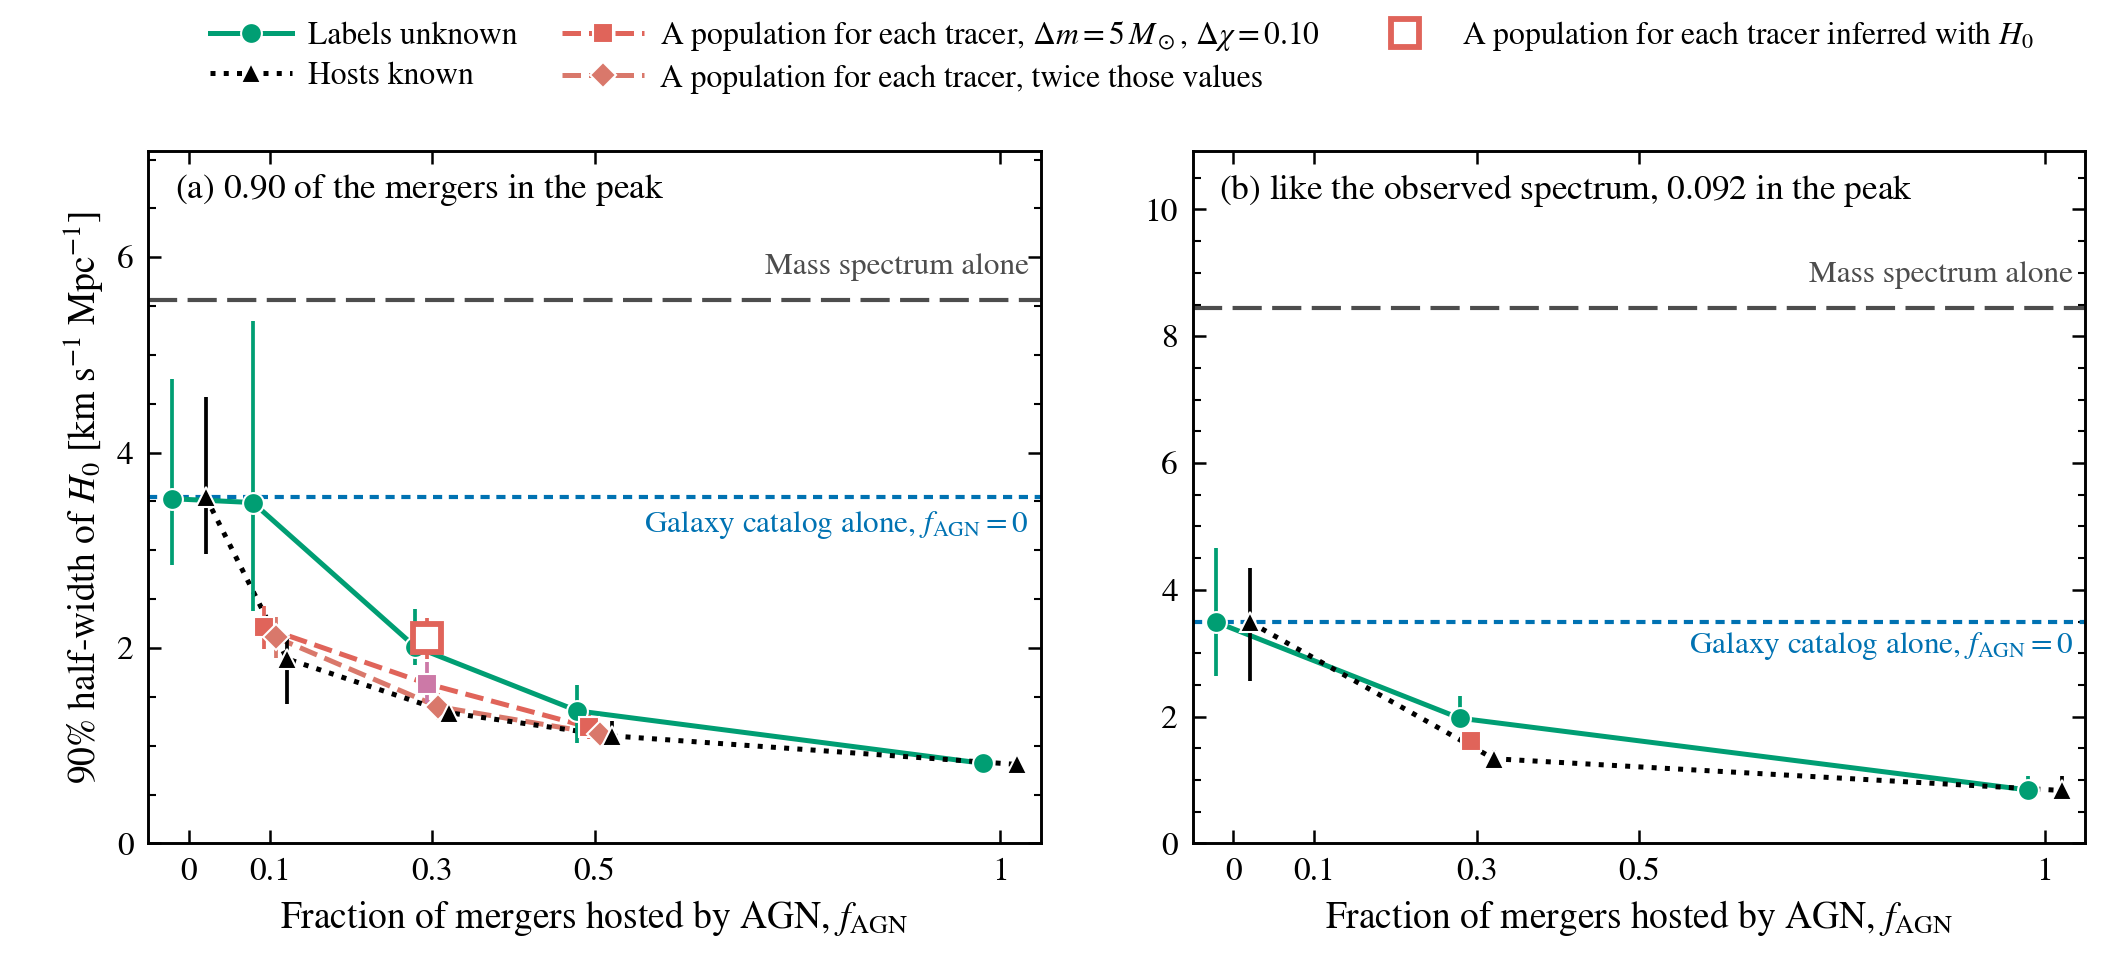 Labels unknown
Hosts known
A population for each tracer, Δm = 5 M⊙, Δχ = 0.10
A population for each tracer, twice those values
A population for each tracer inferred with H₀
(a) 0.90 of the mergers in the peak
Mass spectrum alone
Galaxy catalog alone, f_AGN = 0
90% half-width of H₀ [km s⁻¹ Mpc⁻¹]
6
4
2
0
0 0.1 0.3 0.5 1
Fraction of mergers hosted by AGN, f_AGN
(b) like the observed spectrum, 0.092 in the peak
Mass spectrum alone
Galaxy catalog alone, f_AGN = 0
10
8
6
4
2
0
0 0.1 0.3 0.5 1
Fraction of mergers hosted by AGN, f_AGN